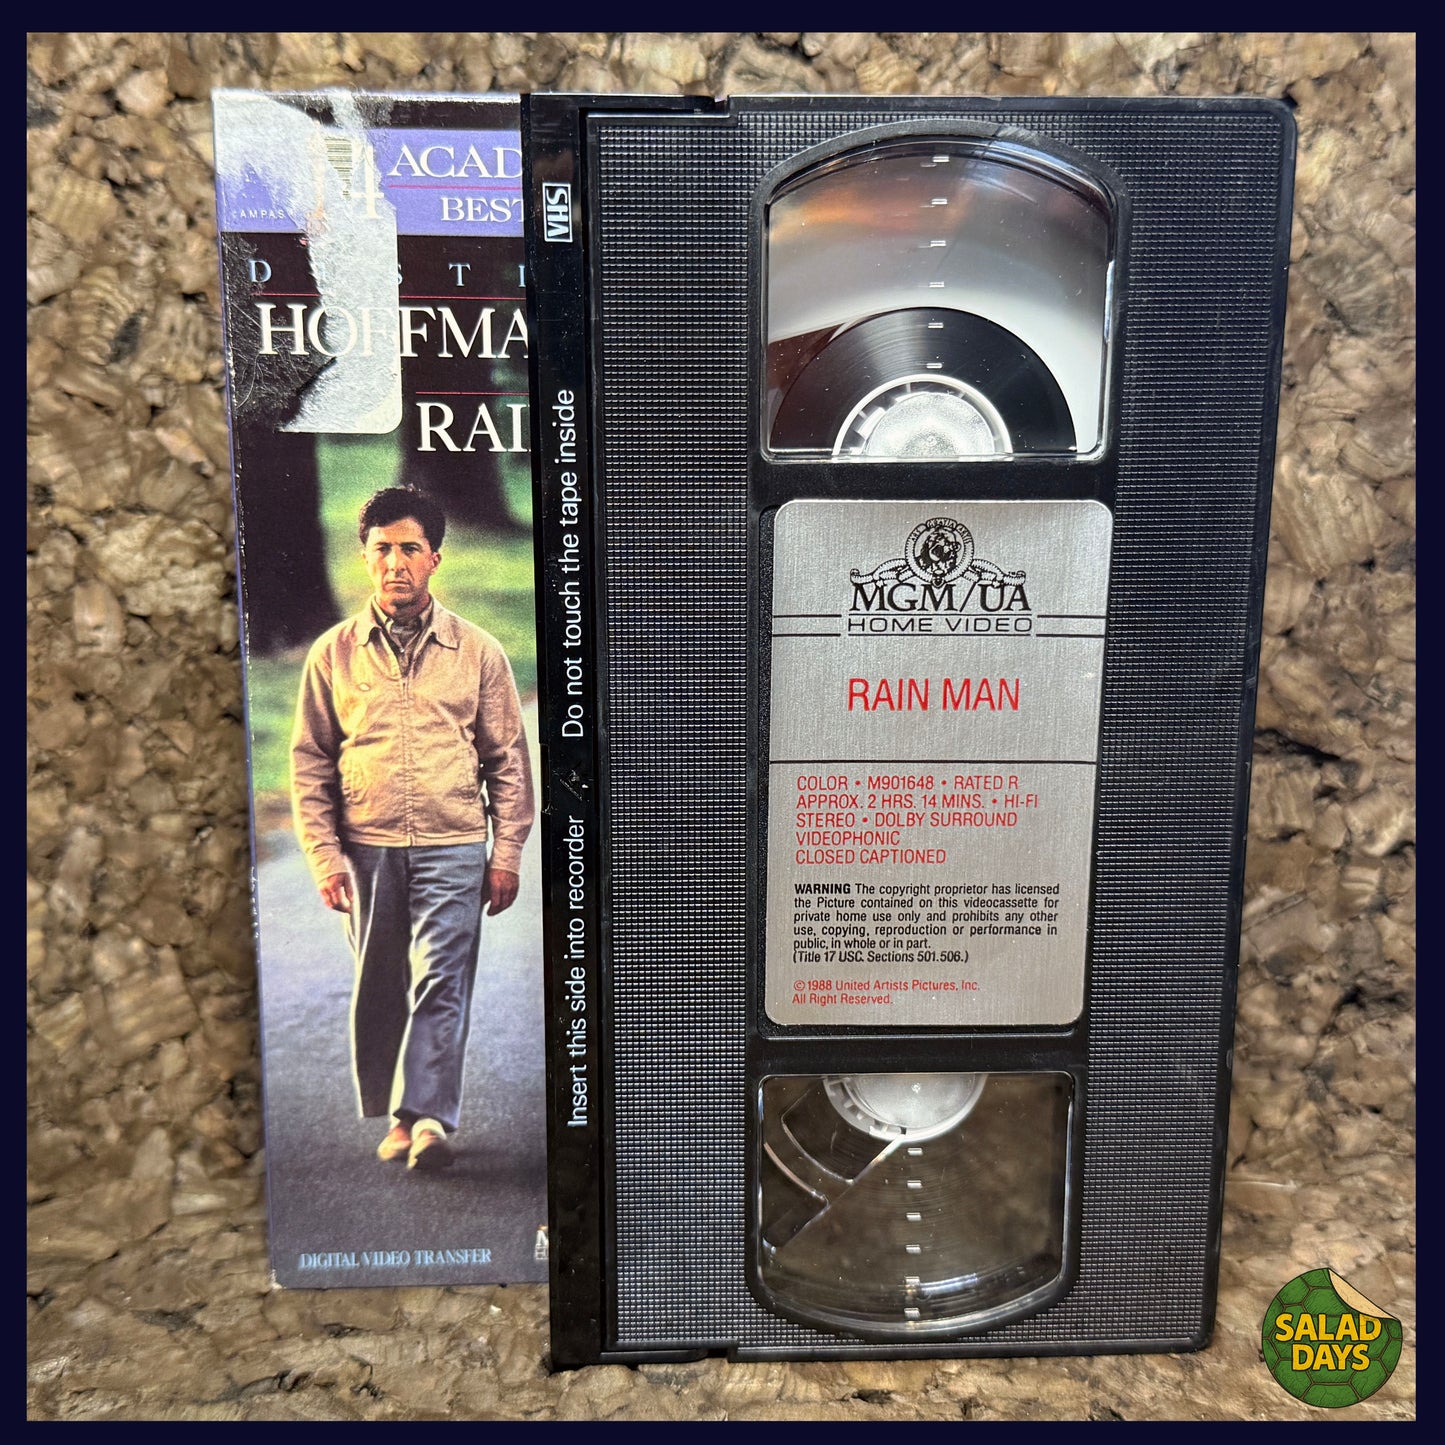 4 ACAD
BEST
©AMPAS
DUSTI
HOFFMA
RAI
DIGITAL VIDEO TRANSFER
VHS
Do not touch the tape inside
Insert this side into recorder
MGM/UA
HOME VIDEO
RAIN MAN
COLOR • M901648 • RATED R
APPROX. 2 HRS. 14 MINS. • HI-FI
STEREO • DOLBY SURROUND
VIDEOPHONIC
CLOSED CAPTIONED
WARNING The copyright proprietor has licensed
the Picture contained on this videocassette for
private home use only and prohibits any other
use, copying, reproduction or performance in
public, in whole or in part.
(Title 17 USC. Sections 501.506.)
©1988 United Artists Pictures, Inc.
All Right Reserved.
SALAD
DAYS